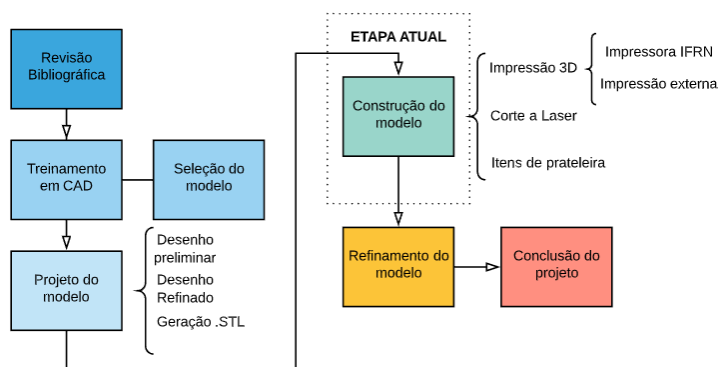 Revisão
Bibliográfica
Treinamento
em CAD
Seleção do
modelo
Projeto do
modelo
Desenho
preliminar
Desenho
Refinado
Geração .STL
ETAPA ATUAL
Construção do
modelo
Impressão 3D
Impressora IFRN
Impressão externa
Corte a Laser
Itens de prateleira
Refinamento do
modelo
Conclusão do
projeto